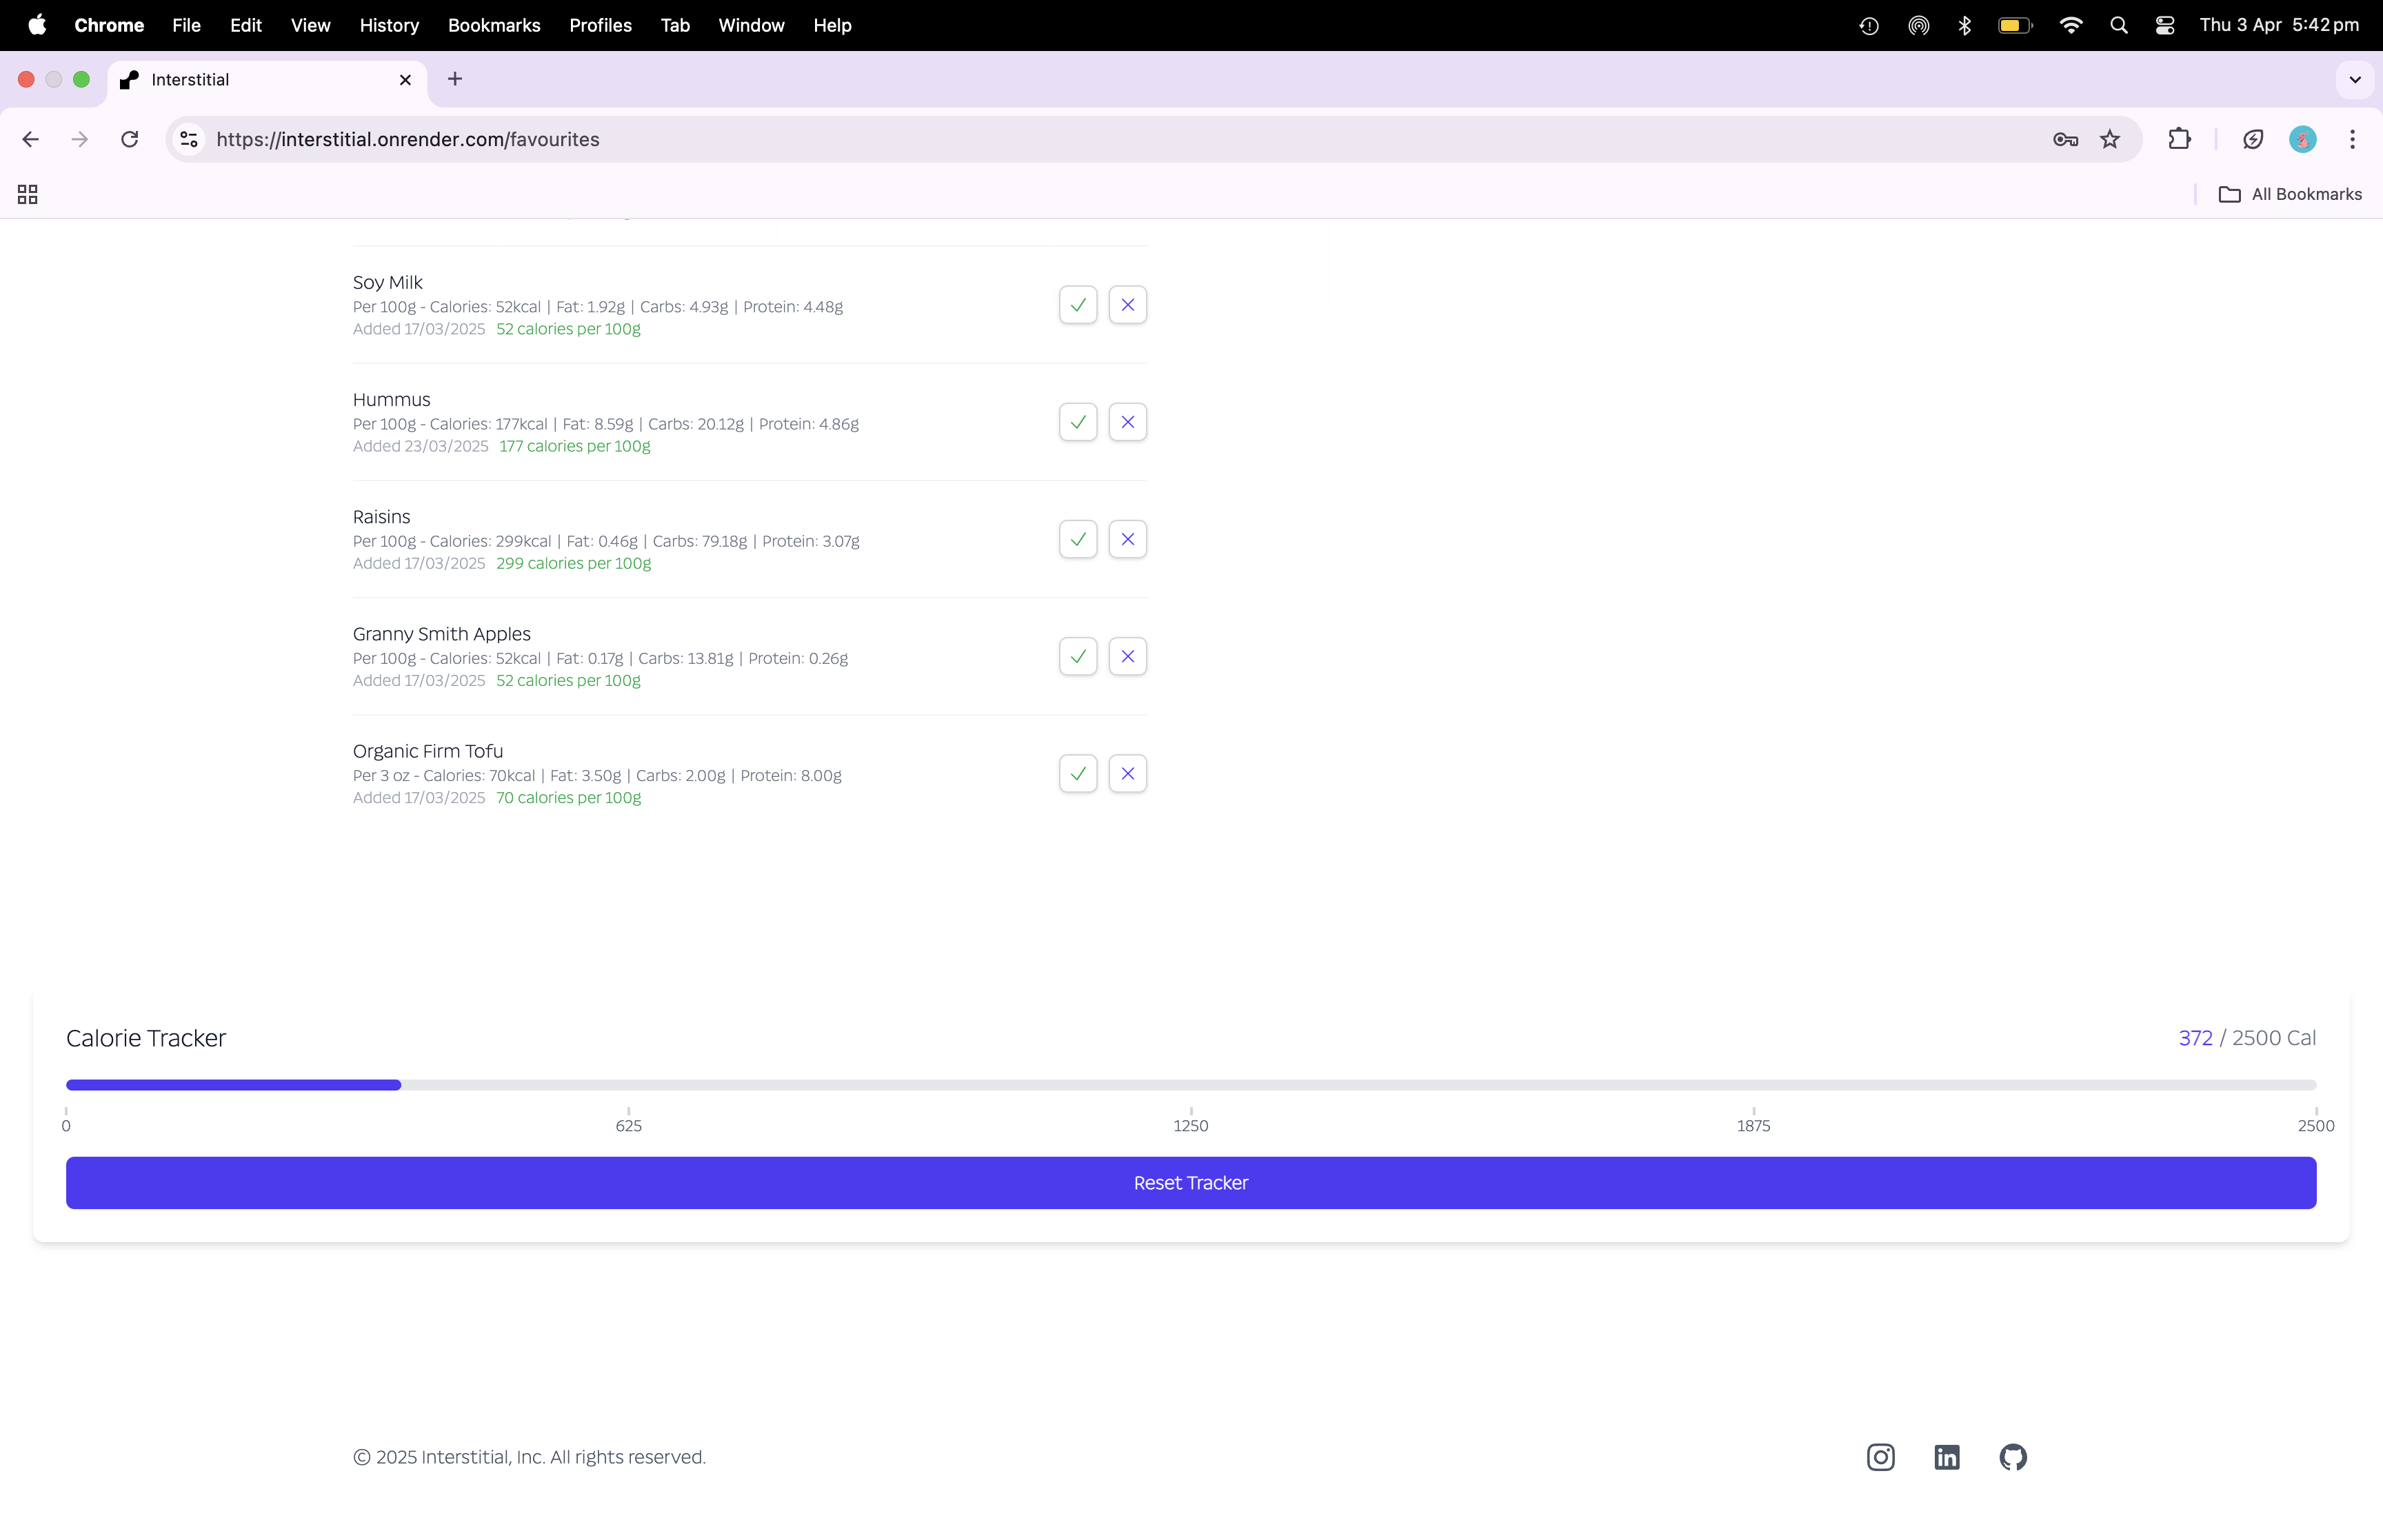 Chrome File Edit View History Bookmarks Profiles Tab Window Help Thu 3 Apr 5:42 pm
Interstitial
https://interstitial.onrender.com/favourites
All Bookmarks
Soy Milk
Per 100g - Calories: 52kcal | Fat: 1.92g | Carbs: 4.93g | Protein: 4.48g
Added 17/03/2025 52 calories per 100g
Hummus
Per 100g - Calories: 177kcal | Fat: 8.59g | Carbs: 20.12g | Protein: 4.86g
Added 23/03/2025 177 calories per 100g
Raisins
Per 100g - Calories: 299kcal | Fat: 0.46g | Carbs: 79.18g | Protein: 3.07g
Added 17/03/2025 299 calories per 100g
Granny Smith Apples
Per 100g - Calories: 52kcal | Fat: 0.17g | Carbs: 13.81g | Protein: 0.26g
Added 17/03/2025 52 calories per 100g
Organic Firm Tofu
Per 3 oz - Calories: 70kcal | Fat: 3.50g | Carbs: 2.00g | Protein: 8.00g
Added 17/03/2025 70 calories per 100g
Calorie Tracker 372 / 2500 Cal
0 625 1250 1875 2500
Reset Tracker
© 2025 Interstitial, Inc. All rights reserved.